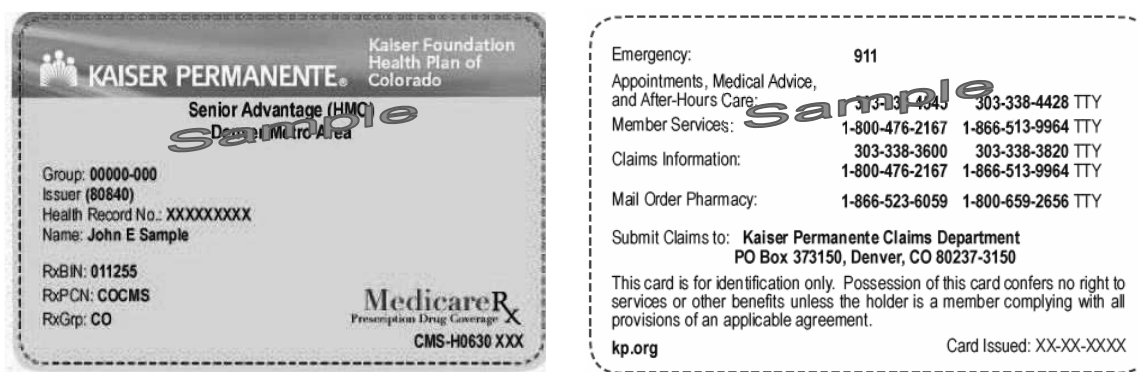 KAISER PERMANENTE®
Kaiser Foundation
Health Plan of
Colorado
Senior Advantage (HMO)
Denver Metro Area
Sample
Group: 00000-000
Issuer (80840)
Health Record No.: XXXXXXXXX
Name: John E Sample
RxBIN: 011255
RxPCN: COCMS
RxGrp: CO
MedicareRx
Prescription Drug Coverage
CMS-H0630 XXX
Emergency: 911
Appointments, Medical Advice,
and After-Hours Care: 303-338-4428 TTY
Sample
Member Services: 1-800-476-2167 1-866-513-9964 TTY
Claims Information: 303-338-3600 303-338-3820 TTY
1-800-476-2167 1-866-513-9964 TTY
Mail Order Pharmacy: 1-866-523-6059 1-800-659-2656 TTY
Submit Claims to: Kaiser Permanente Claims Department
PO Box 373150, Denver, CO 80237-3150
This card is for identification only. Possession of this card confers no right to
services or other benefits unless the holder is a member complying with all
provisions of an applicable agreement.
kp.org Card Issued: XX-XX-XXXX